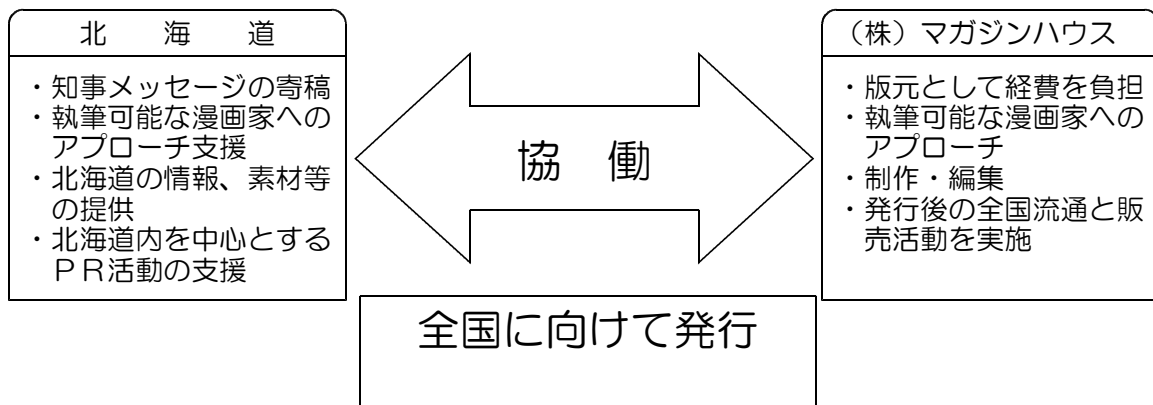 北　海　道
・知事メッセージの寄稿
・執筆可能な漫画家への
アプローチ支援
・北海道の情報、素材等
の提供
・北海道内を中心とする
ＰＲ活動の支援
協　働
（株）マガジンハウス
・版元として経費を負担
・執筆可能な漫画家への
アプローチ
・制作・編集
・発行後の全国流通と販
売活動を実施
全国に向けて発行